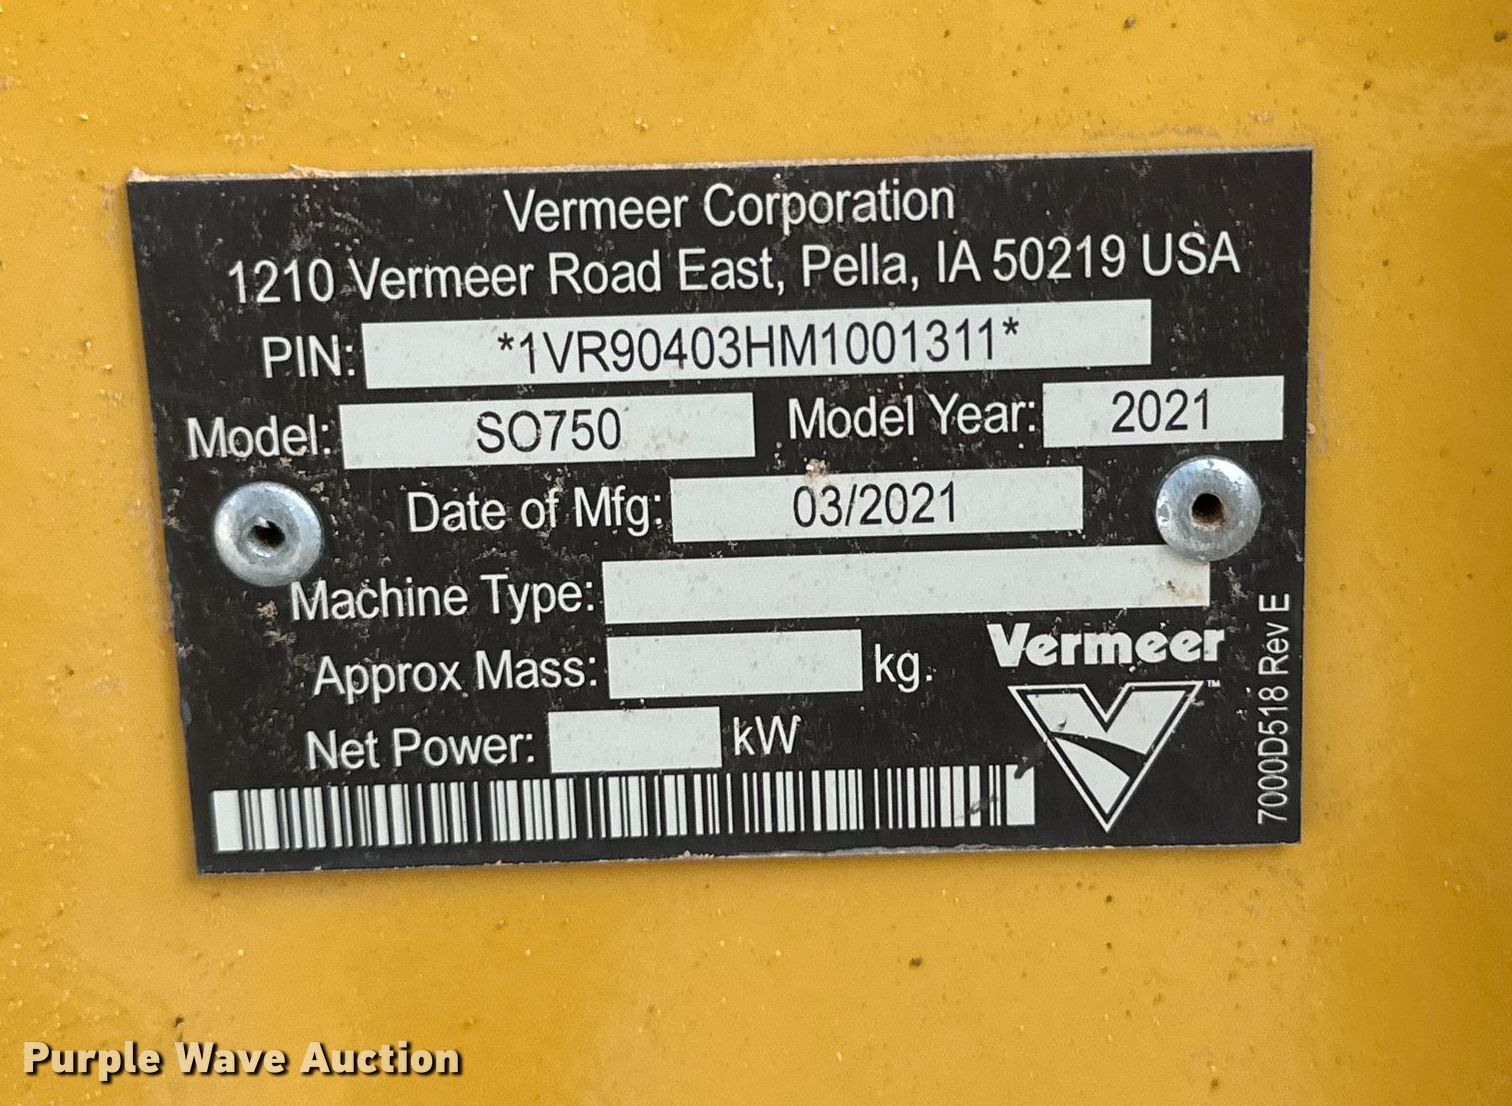 Vermeer Corporation
1210 Vermeer Road East, Pella, IA 50219 USA
PIN: *1VR90403HM1001311*
Model: SO750 Model Year: 2021
Date of Mfg: 03/2021
Machine Type:
Approx Mass: kg.
Net Power: kW
Vermeer
™
7000D518 Rev E
Purple Wave Auction